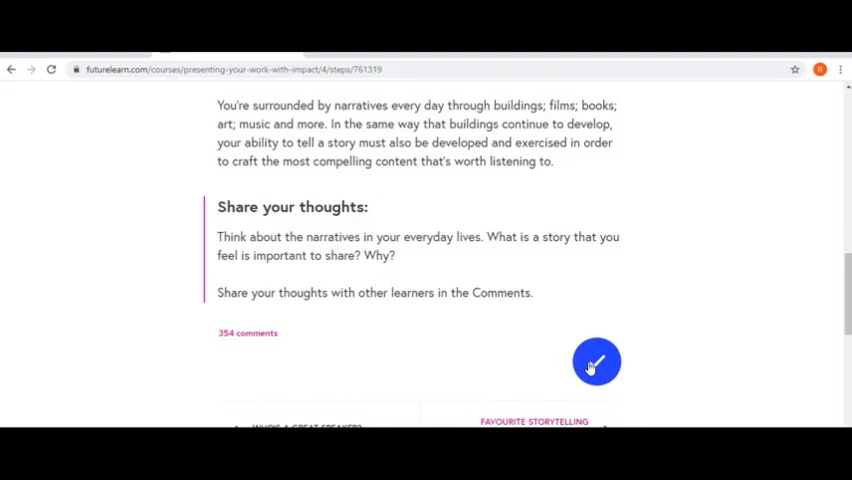 futurelearn.com/courses/presenting-your-work-with-impact/4/steps/761319
R
You're surrounded by narratives every day through buildings; films; books;
art; music and more. In the same way that buildings continue to develop,
your ability to tell a story must also be developed and exercised in order
to craft the most compelling content that's worth listening to.
Share your thoughts:
Think about the narratives in your everyday lives. What is a story that you
feel is important to share? Why?
Share your thoughts with other learners in the Comments.
354 comments
WHO'S A GREAT SPEAKER?
FAVOURITE STORYTELLING